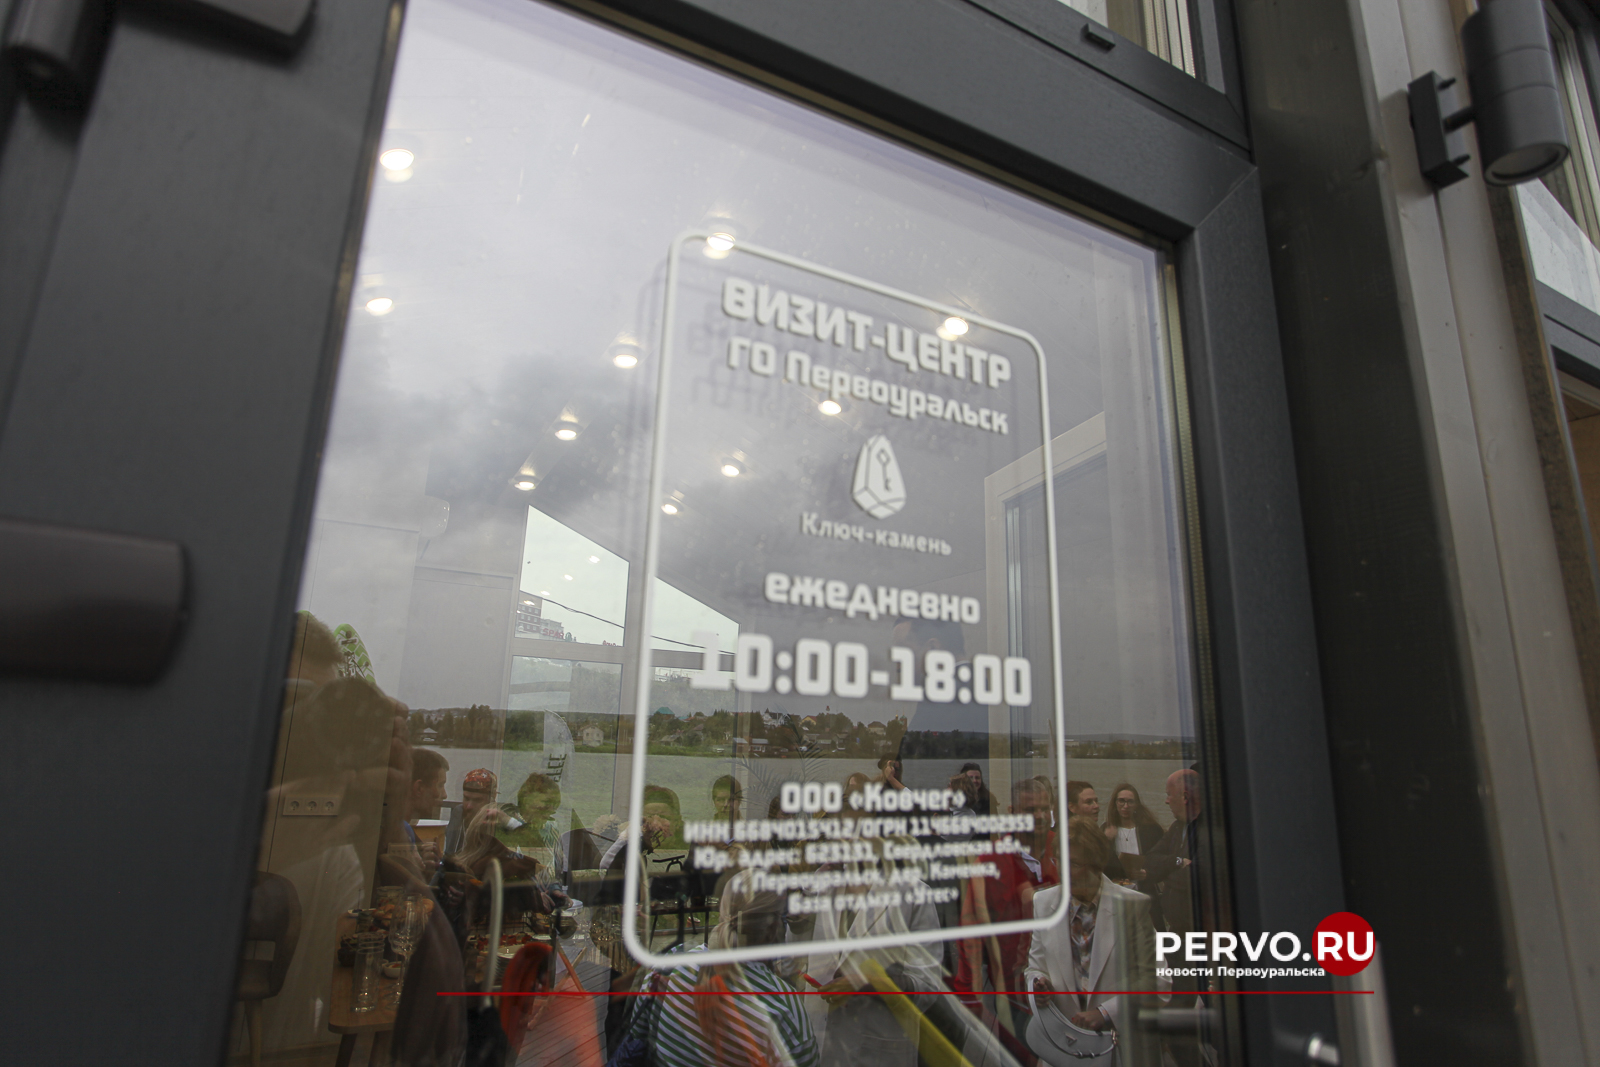 ВИЗИТ-ЦЕНТР
ГО Первоуральск
Ключ-камень
ежедневно
10:00-18:00
ООО «Ковчег»
ИНН 6684015412/ОГРН 1146684002959
Юр. адрес: 623131, Свердловская обл.,
г. Первоуральск, дер. Каменка,
База отдыха «Утес»
PERVO.RU
новости Первоуральска